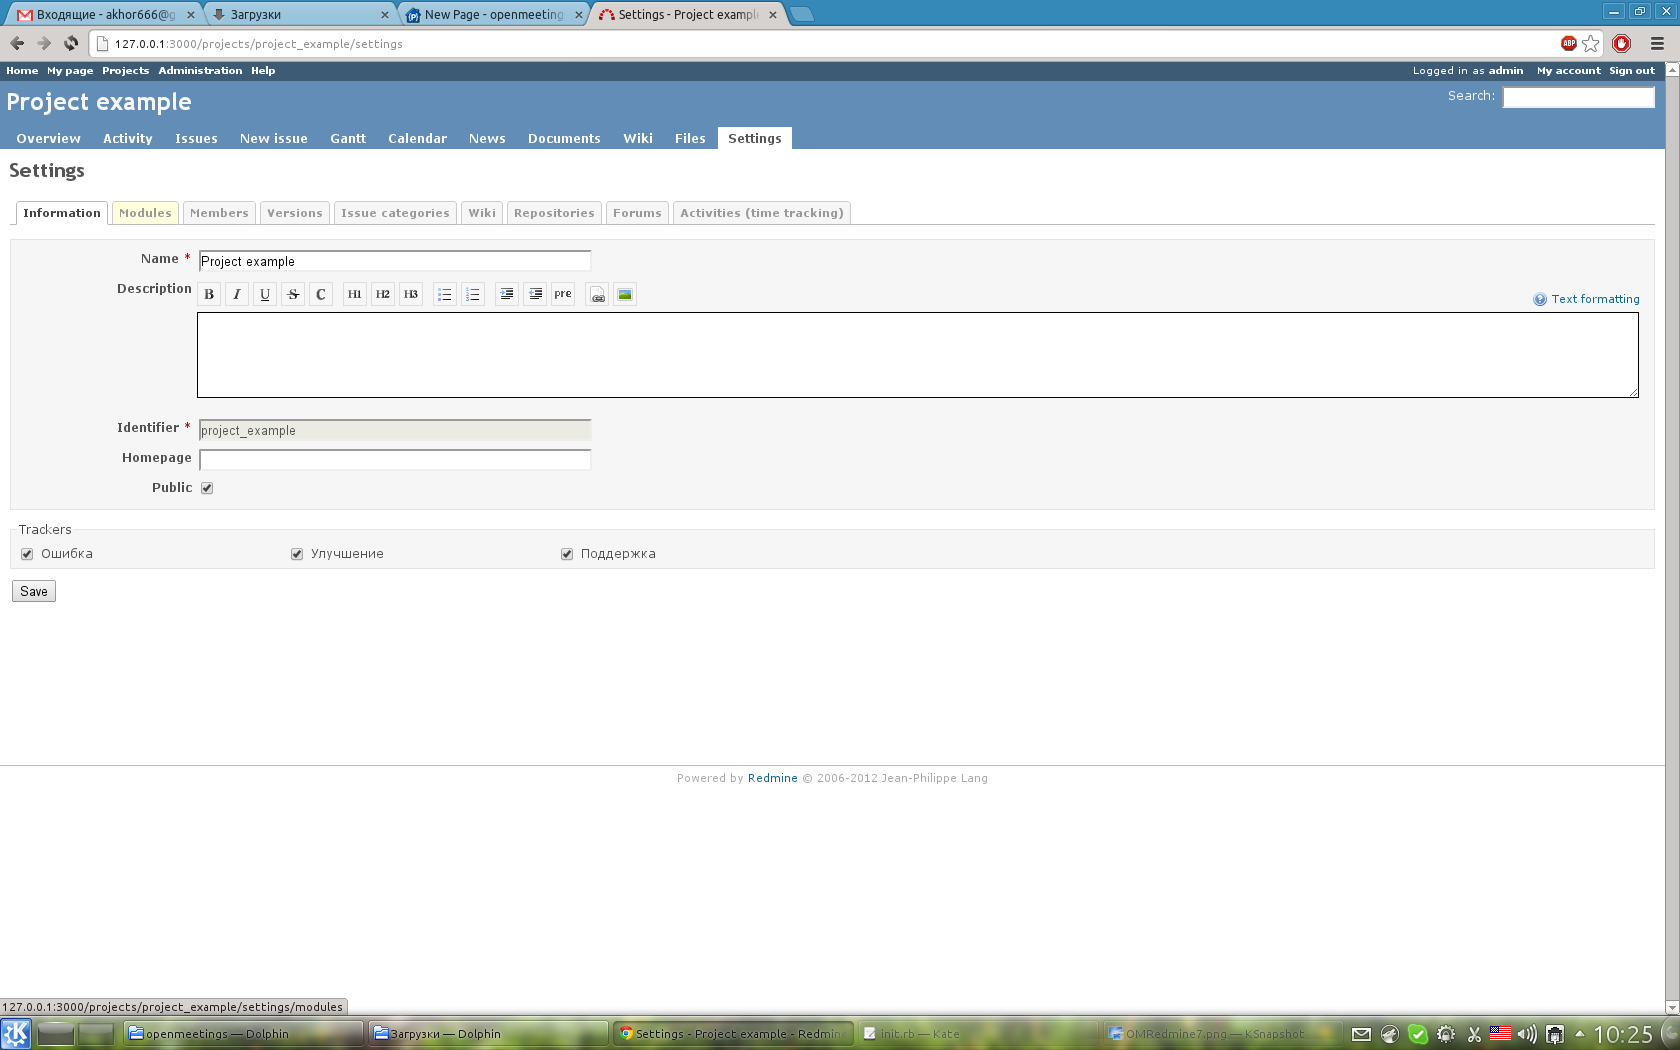 Входящие - akhor666@g
Загрузки
New Page - openmeeting
Settings - Project example
127.0.0.1:3000/projects/project_example/settings
ABP
Home My page Projects Administration Help
Logged in as admin My account Sign out
Project example
Search:
Overview Activity Issues New issue Gantt Calendar News Documents Wiki Files Settings
Settings
Information Modules Members Versions Issue categories Wiki Repositories Forums Activities (time tracking)
Name * Project example
Description B I U S C H1 H2 H3 pre
Text formatting
Identifier * project_example
Homepage
Public
Trackers
Ошибка Улучшение Поддержка
Save
Powered by Redmine © 2006-2012 Jean-Philippe Lang
127.0.0.1:3000/projects/project_example/settings/modules
openmeetings — Dolphin
Загрузки — Dolphin
Settings - Project example - Redmine
init.rb — Kate
OMRedmine7.png — KSnapshot
10:25